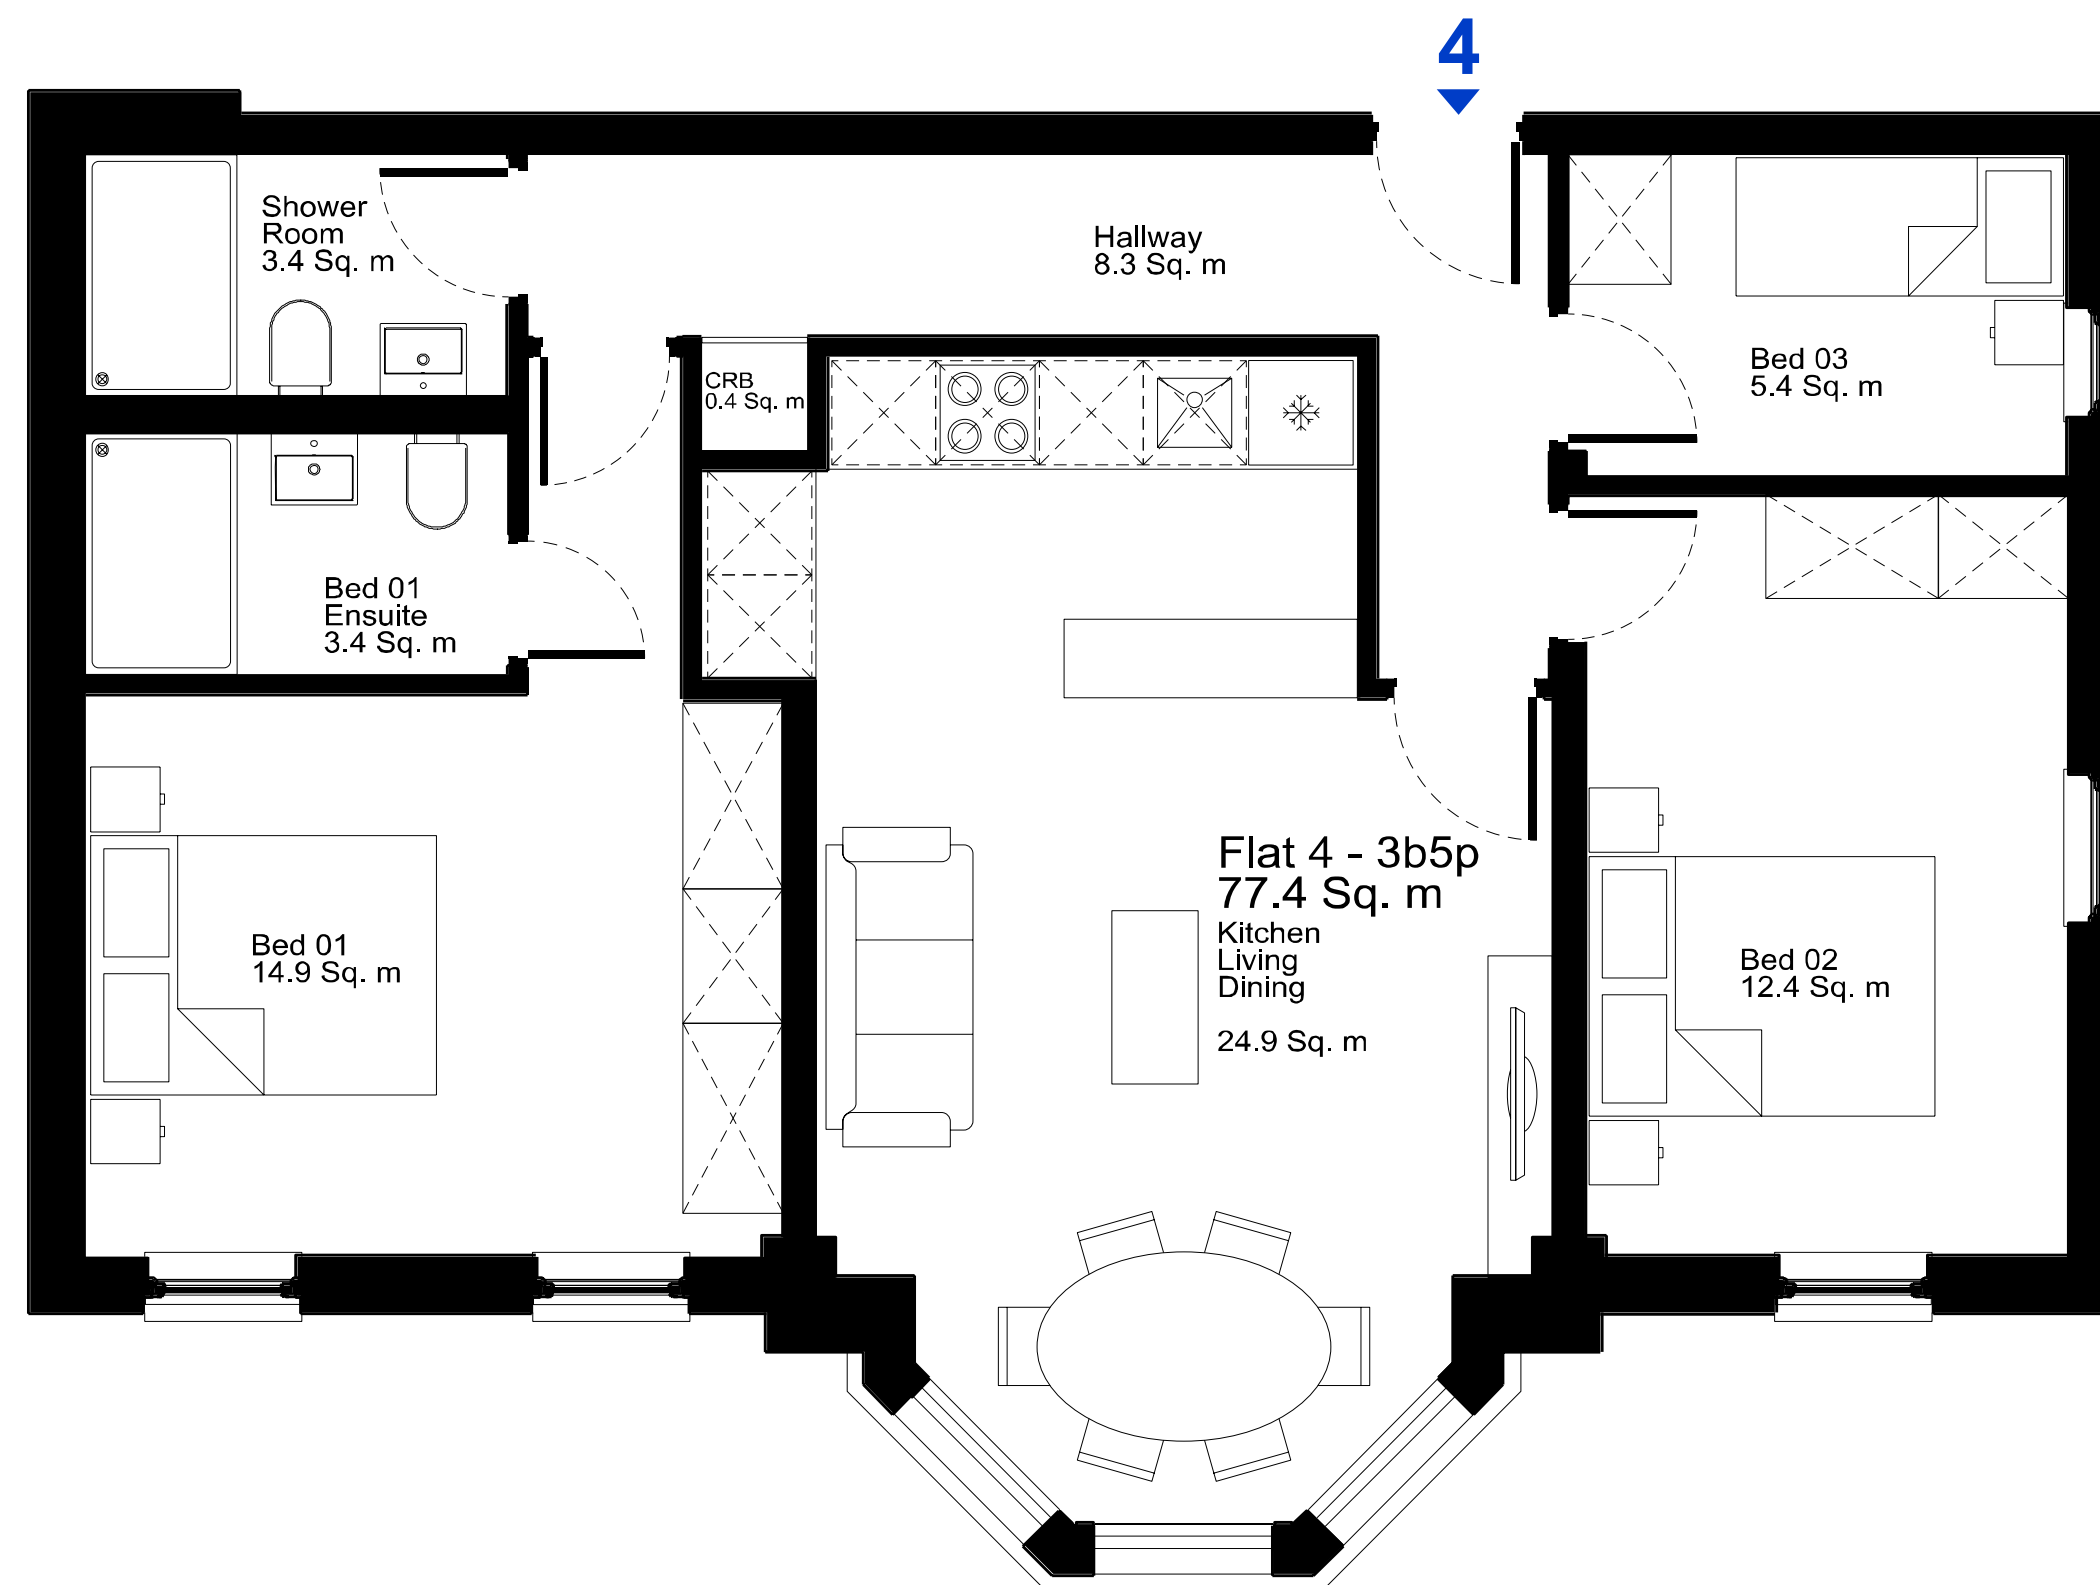 4
Shower
Room
3.4 Sq. m
Hallway
8.3 Sq. m
CRB
0.4 Sq. m
Bed 03
5.4 Sq. m
Bed 01
Ensuite
3.4 Sq. m
Flat 4 - 3b5p
77.4 Sq. m
Kitchen
Living
Dining
24.9 Sq. m
Bed 01
14.9 Sq. m
Bed 02
12.4 Sq. m